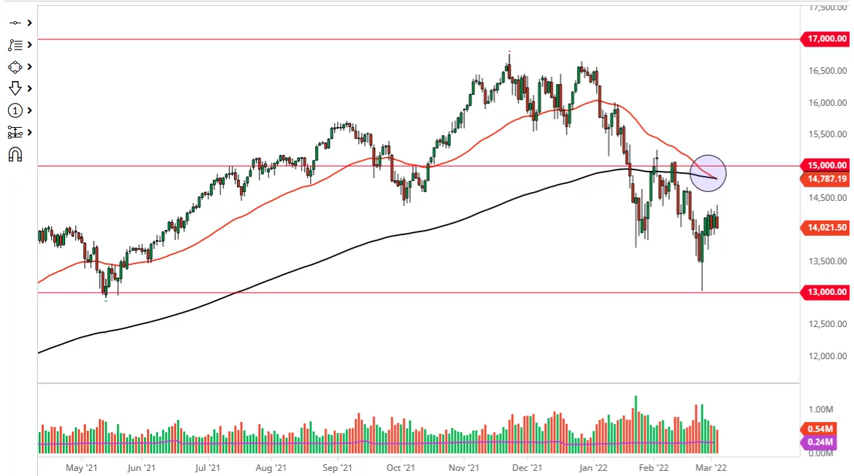 17,500.00
17,000.00
16,500.00
16,000.00
15,500.00
15,000.00
14,787.19
14,500.00
14,021.50
13,500.00
13,000.00
12,500.00
12,000.00
1
1.00M
0.54M
0.24M
0.00M
May '21 Jun '21 Jul '21 Aug '21 Sep '21 Oct '21 Nov '21 Dec '21 Jan '22 Feb '22 Mar '22